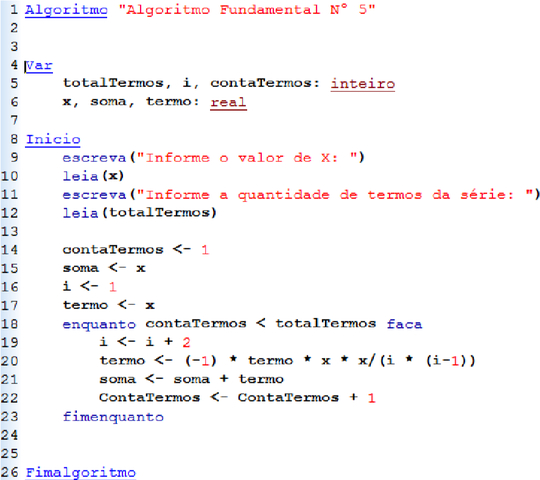 1 Algoritmo "Algoritmo Fundamental N° 5"
2
3
4 Var
5 totalTermos, i, contaTermos: inteiro
6 x, soma, termo: real
7
8 Inicio
9 escreva("Informe o valor de X: ")
10 leia(x)
11 escreva("Informe a quantidade de termos da série: ")
12 leia(totalTermos)
13
14 contaTermos <- 1
15 soma <- x
16 i <- 1
17 termo <- x
18 enquanto contaTermos < totalTermos faca
19 i <- i + 2
20 termo <- (-1) * termo * x * x/(i * (i-1))
21 soma <- soma + termo
22 ContaTermos <- ContaTermos + 1
23 fimenquanto
24
25
26 Fimalgoritmo